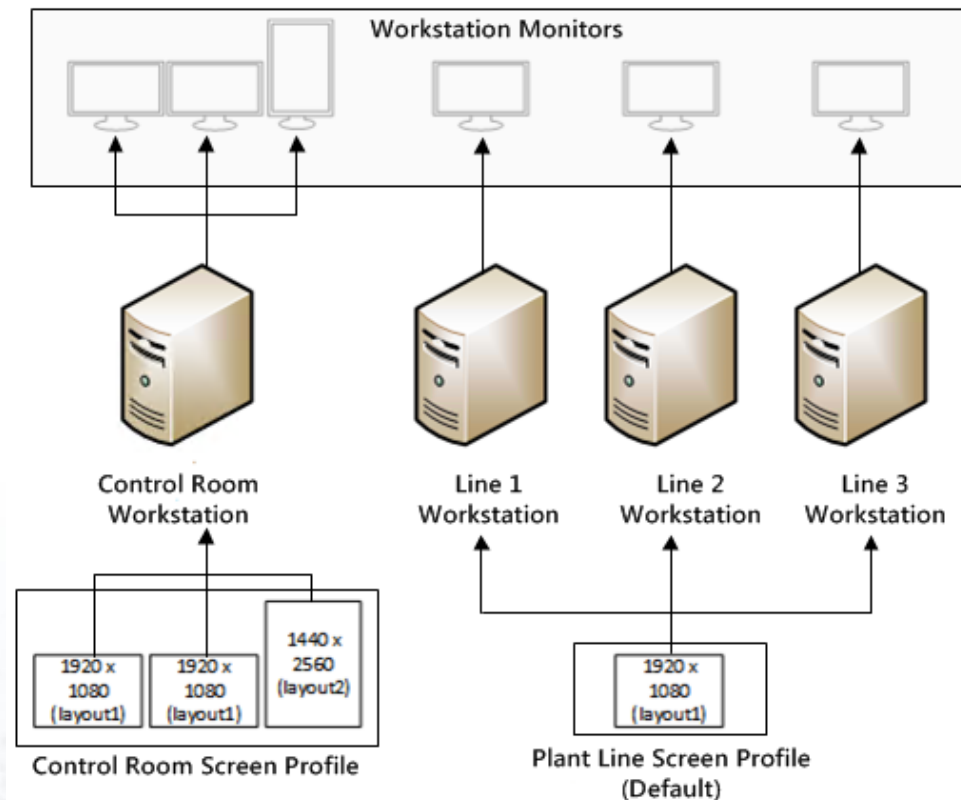 Workstation Monitors
Control Room
Workstation
Line 1
Workstation
Line 2
Workstation
Line 3
Workstation
1920 x
1080
(layout1)
1920 x
1080
(layout1)
1440 x
2560
(layout2)
Control Room Screen Profile
1920 x
1080
(layout1)
Plant Line Screen Profile
(Default)